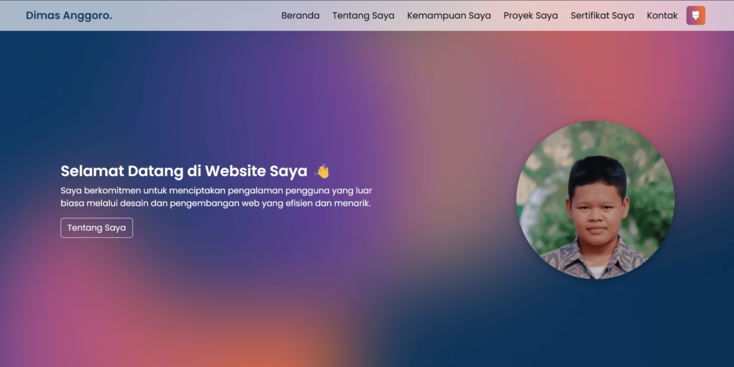 Dimas Anggoro.
Beranda Tentang Saya Kemampuan Saya Proyek Saya Sertifikat Saya Kontak
Selamat Datang di Website Saya 👋
Saya berkomitmen untuk menciptakan pengalaman pengguna yang luar
biasa melalui desain dan pengembangan web yang efisien dan menarik.
Tentang Saya